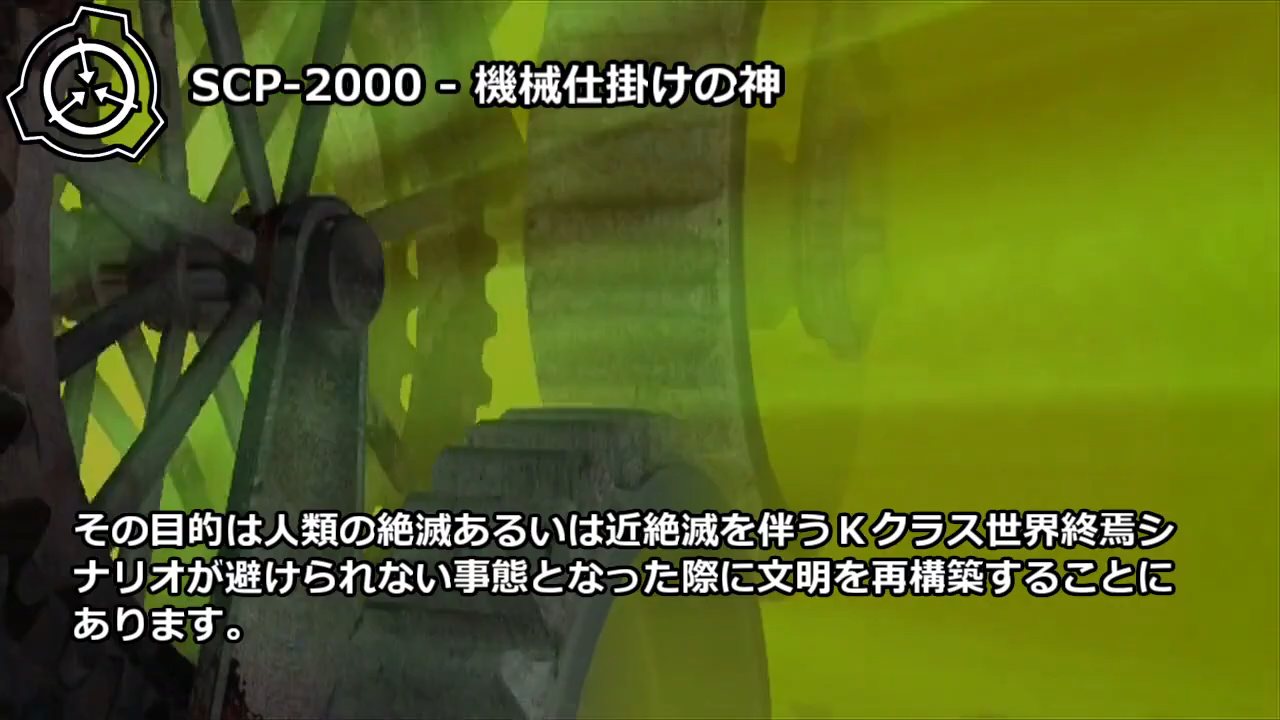 SCP-2000 - 機械仕掛けの神
その目的は人類の絶滅あるいは近絶滅を伴うＫクラス世界終焉シ
ナリオが避けられない事態となった際に文明を再構築することに
あります。